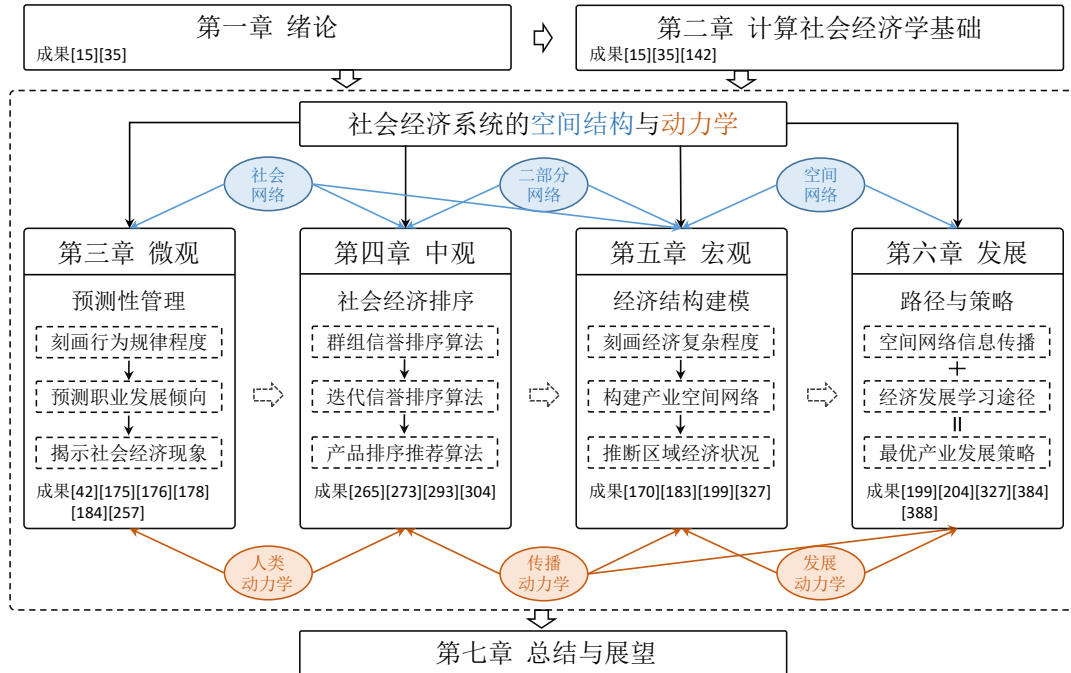 第一章 绪论
成果[15][35]
第二章 计算社会经济学基础
成果[15][35][142]
社会经济系统的空间结构与动力学
社会
网络
二部分
网络
空间
网络
第三章 微观
预测性管理
刻画行为规律程度
预测职业发展倾向
揭示社会经济现象
成果[42][175][176][178]
[184][257]
第四章 中观
社会经济排序
群组信誉排序算法
迭代信誉排序算法
产品排序推荐算法
成果[265][273][293][304]
第五章 宏观
经济结构建模
刻画经济复杂程度
构建产业空间网络
推断区域经济状况
成果[170][183][199][327]
第六章 发展
路径与策略
空间网络信息传播
+
经济发展学习途径
=
最优产业发展策略
成果[199][204][327][384]
[388]
人类
动力学
传播
动力学
发展
动力学
第七章 总结与展望